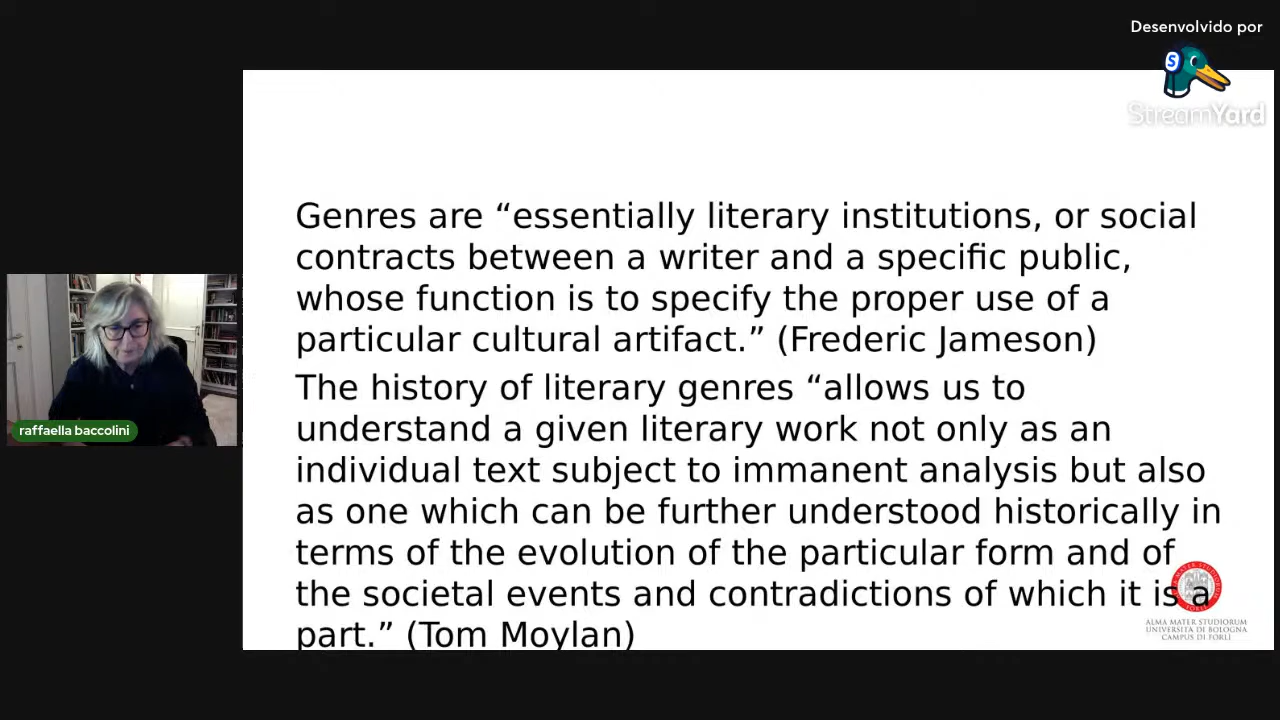 Desenvolvido por
S
StreamYard
Genres are “essentially literary institutions, or social
contracts between a writer and a specific public,
whose function is to specify the proper use of a
particular cultural artifact.” (Frederic Jameson)
The history of literary genres “allows us to
understand a given literary work not only as an
individual text subject to immanent analysis but also
as one which can be further understood historically in
terms of the evolution of the particular form and of
the societal events and contradictions of which it is a
part.” (Tom Moylan)
raffaella baccolini
ALMA MATER STUDIORUM
UNIVERSITÀ DI BOLOGNA
CAMPUS DI FORLÌ